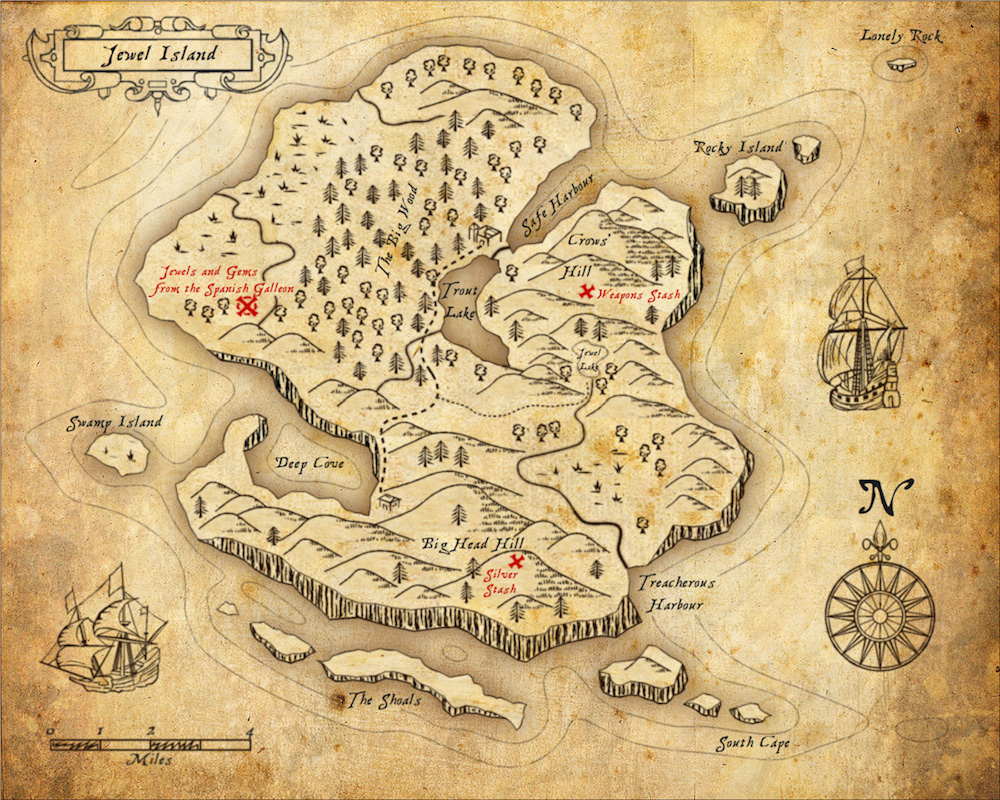 Jewel Island
Lonely Rock
Rocky Island
Safe Harbour
The Big Wood
Crows
Hill
Jewels and Gems
from the Spanish Galleon
Trout
Lake
Weapons Stash
Jewel
Lake
Swamp Island
Deep Cove
N
Big Head Hill
Silver
Stash
Treacherous
Harbour
The Shoals
0 1 2 4
Miles
South Cape